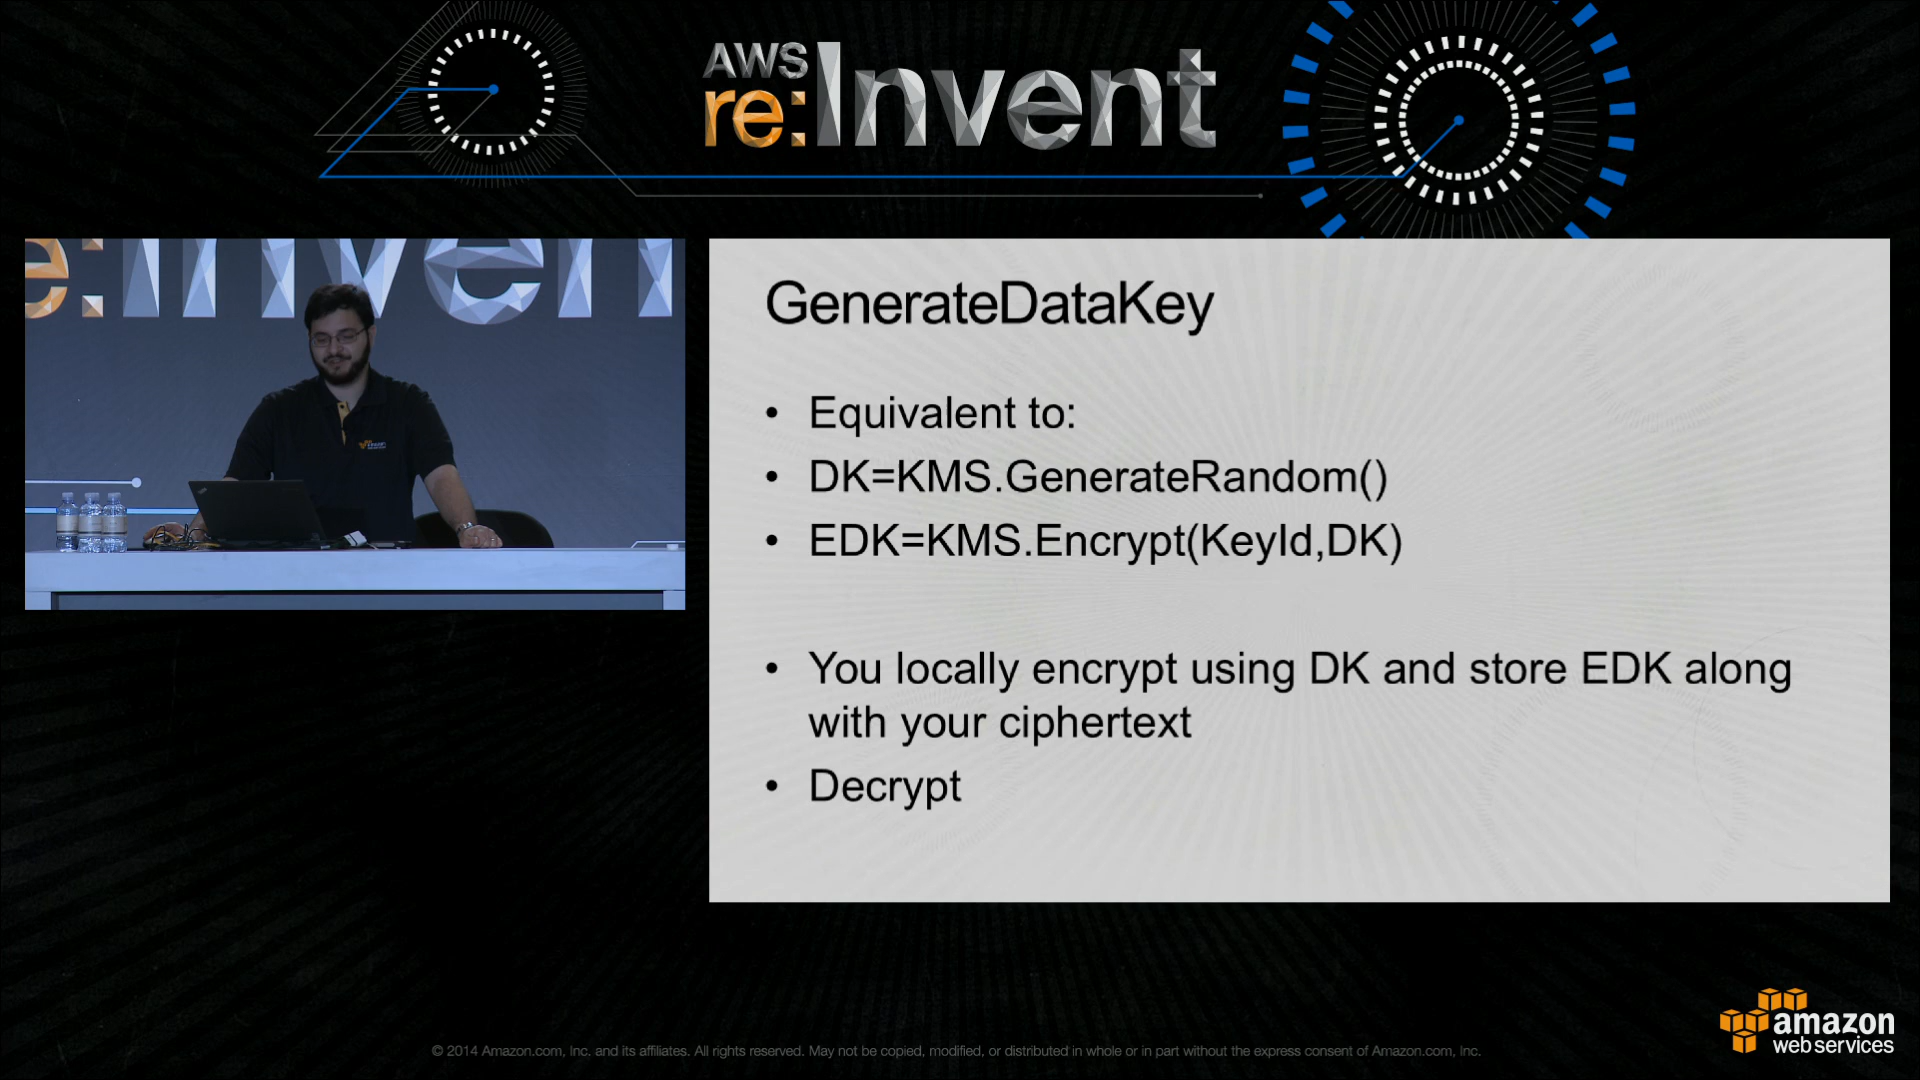 AWS
re:Invent
e:Inven
GenerateDataKey
• Equivalent to:
• DK=KMS.GenerateRandom()
• EDK=KMS.Encrypt(KeyId,DK)
• You locally encrypt using DK and store EDK along
with your ciphertext
• Decrypt
© 2014 Amazon.com, Inc. and its affiliates. All rights reserved. May not be copied, modified, or distributed in whole or in part without the express consent of Amazon.com, Inc.
amazon
web services